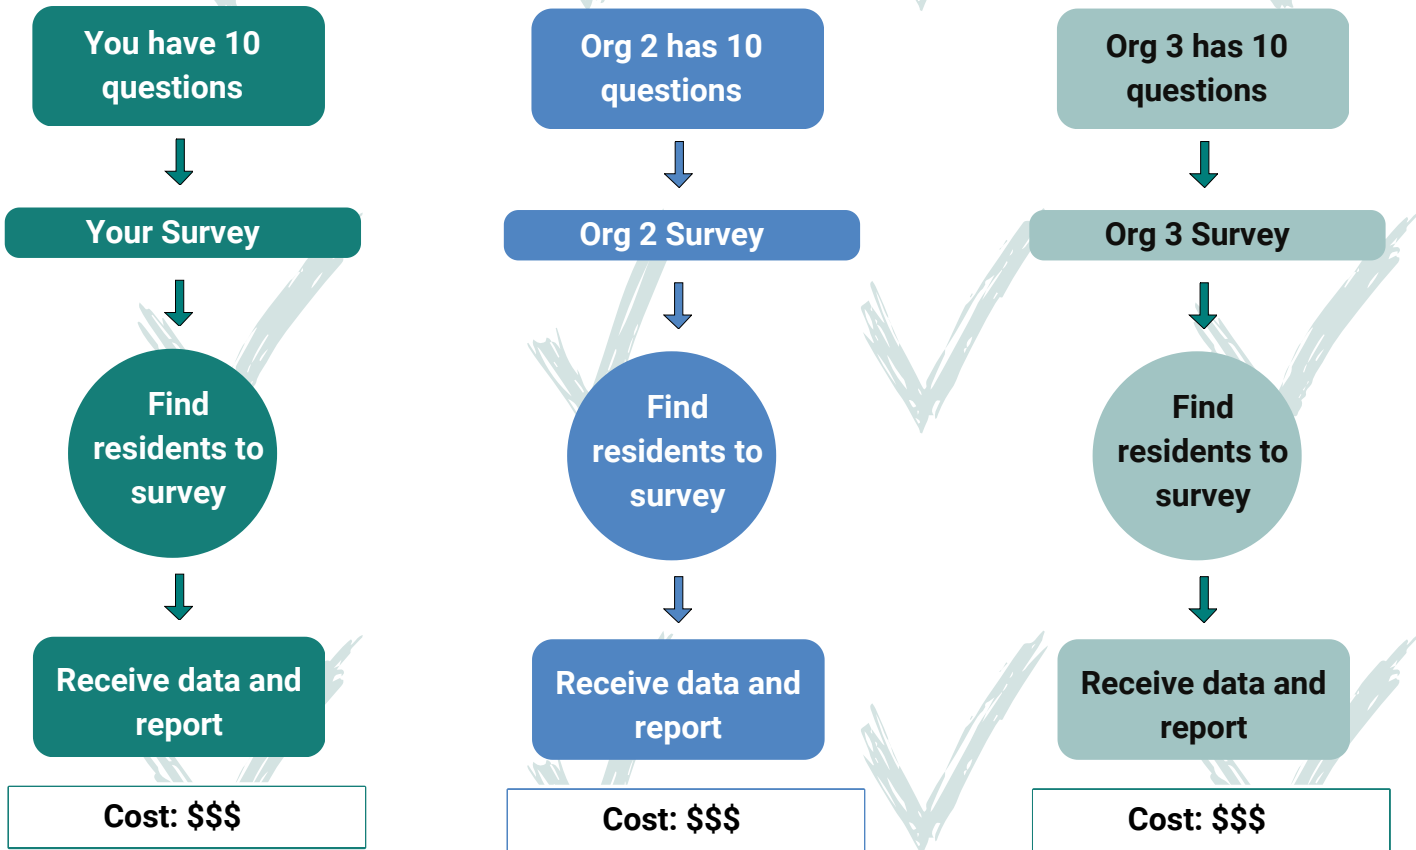 You have 10
questions
Your Survey
Find
residents to
survey
Receive data and
report
Cost: $$$
Org 2 has 10
questions
Org 2 Survey
Find
residents to
survey
Receive data and
report
Cost: $$$
Org 3 has 10
questions
Org 3 Survey
Find
residents to
survey
Receive data and
report
Cost: $$$